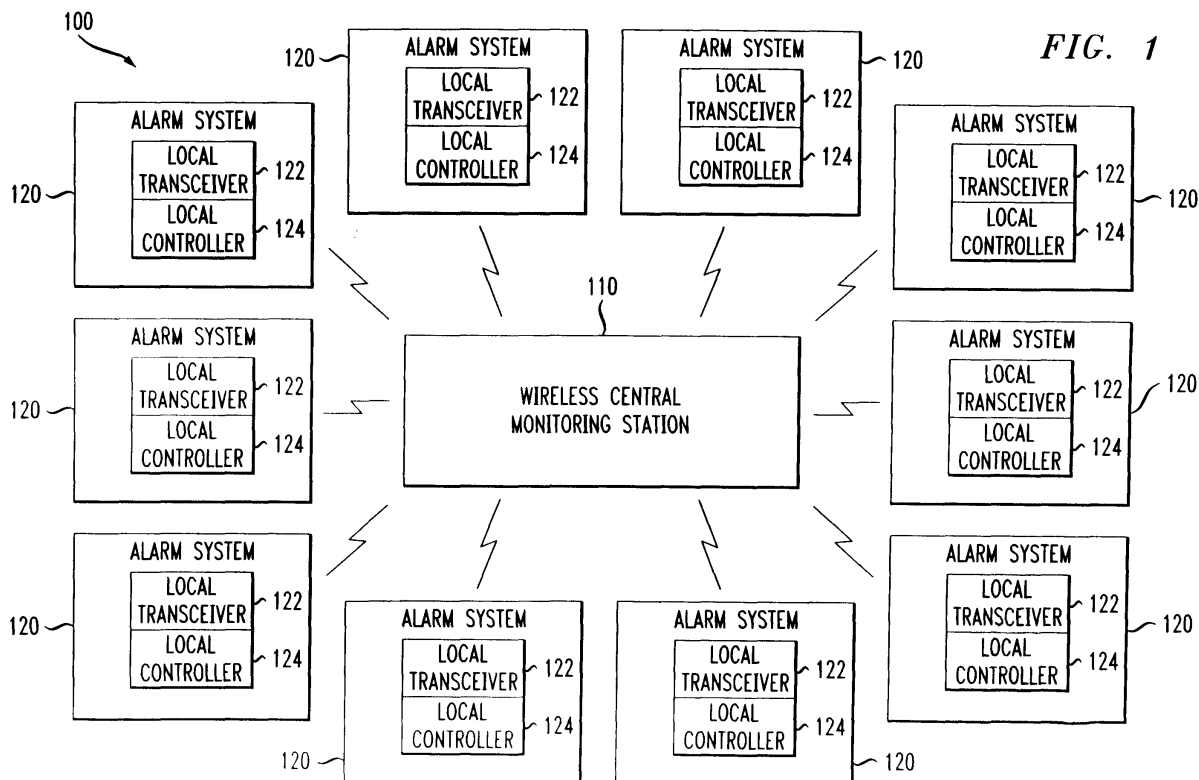 100
FIG. 1
120
ALARM SYSTEM
LOCAL
TRANSCEIVER
122
LOCAL
CONTROLLER
124
ALARM SYSTEM
LOCAL
TRANSCEIVER
122
LOCAL
CONTROLLER
124
120
120
ALARM SYSTEM
LOCAL
TRANSCEIVER
122
LOCAL
CONTROLLER
124
ALARM SYSTEM
LOCAL
TRANSCEIVER
122
LOCAL
CONTROLLER
124
120
110
WIRELESS CENTRAL
MONITORING STATION
120
ALARM SYSTEM
LOCAL
TRANSCEIVER
122
LOCAL
CONTROLLER
124
ALARM SYSTEM
LOCAL
TRANSCEIVER
122
LOCAL
CONTROLLER
124
120
120
ALARM SYSTEM
LOCAL
TRANSCEIVER
122
LOCAL
CONTROLLER
124
ALARM SYSTEM
LOCAL
TRANSCEIVER
122
LOCAL
CONTROLLER
124
120
120
ALARM SYSTEM
LOCAL
TRANSCEIVER
122
LOCAL
CONTROLLER
124
ALARM SYSTEM
LOCAL
TRANSCEIVER
122
LOCAL
CONTROLLER
124
120